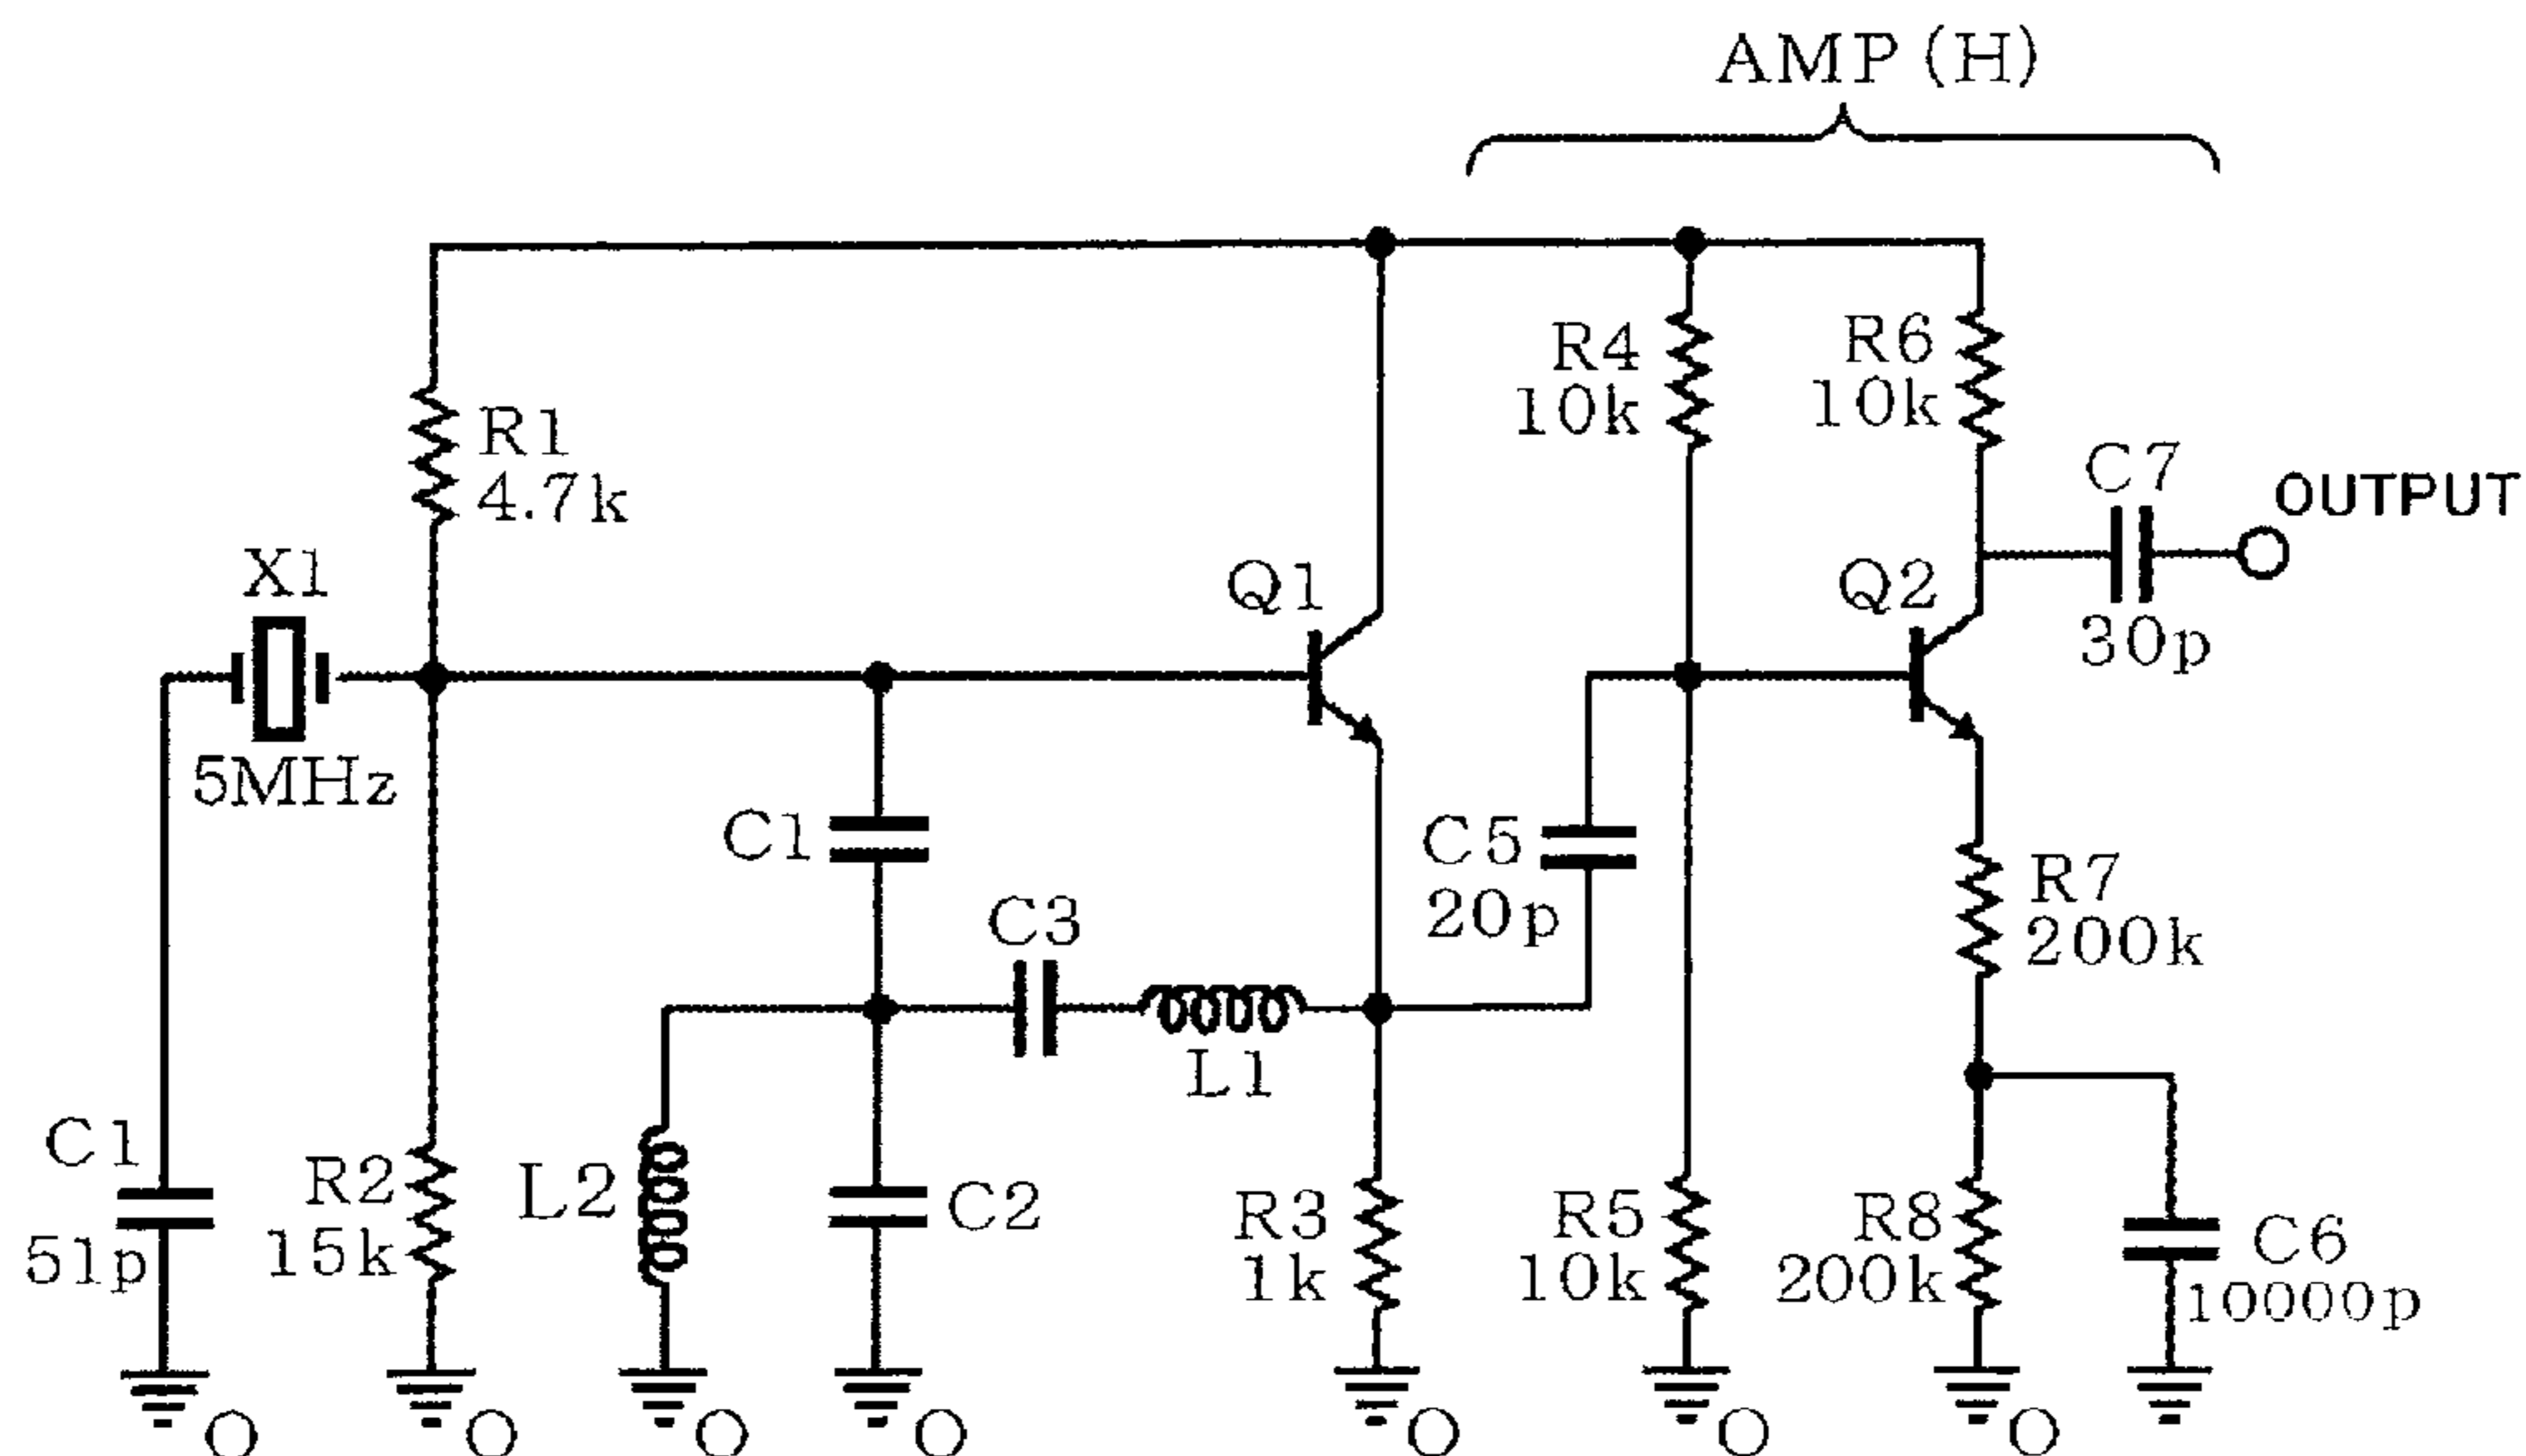 AMP (H)
R1
4.7k
R4
10k
R6
10k
C7
30p
OUTPUT
X1
5MHz
Q1
Q2
C1
C3
L1
C5
20p
R7
200k
C1
51p
R2
15k
L2
C2
R3
1k
R5
10k
R8
200k
C6
10000p
O
O
O
O
O
O
O